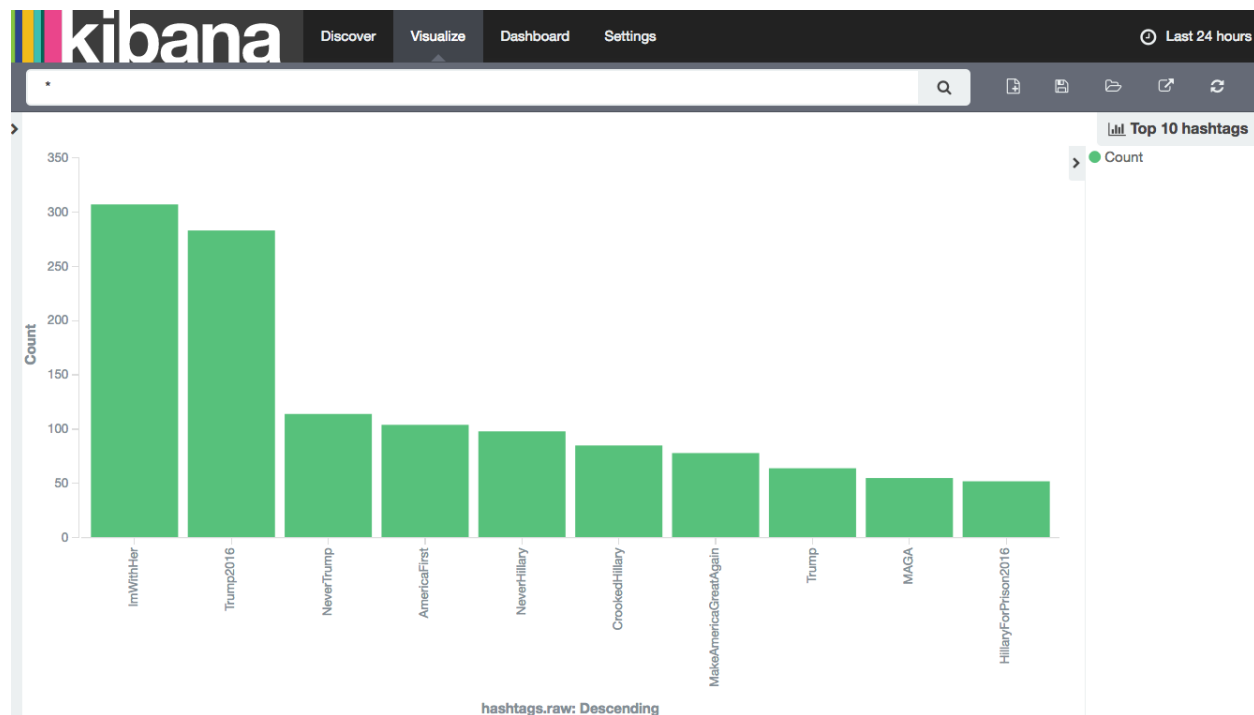 kibana
Discover Visualize Dashboard Settings Last 24 hours
*
Top 10 hashtags
Count
350
300
250
200
150
100
50
0
Count
ImWithHer
Trump2016
NeverTrump
AmericaFirst
NeverHillary
CrookedHillary
MakeAmericaGreatAgain
Trump
MAGA
HillaryForPrison2016
hashtags.raw: Descending